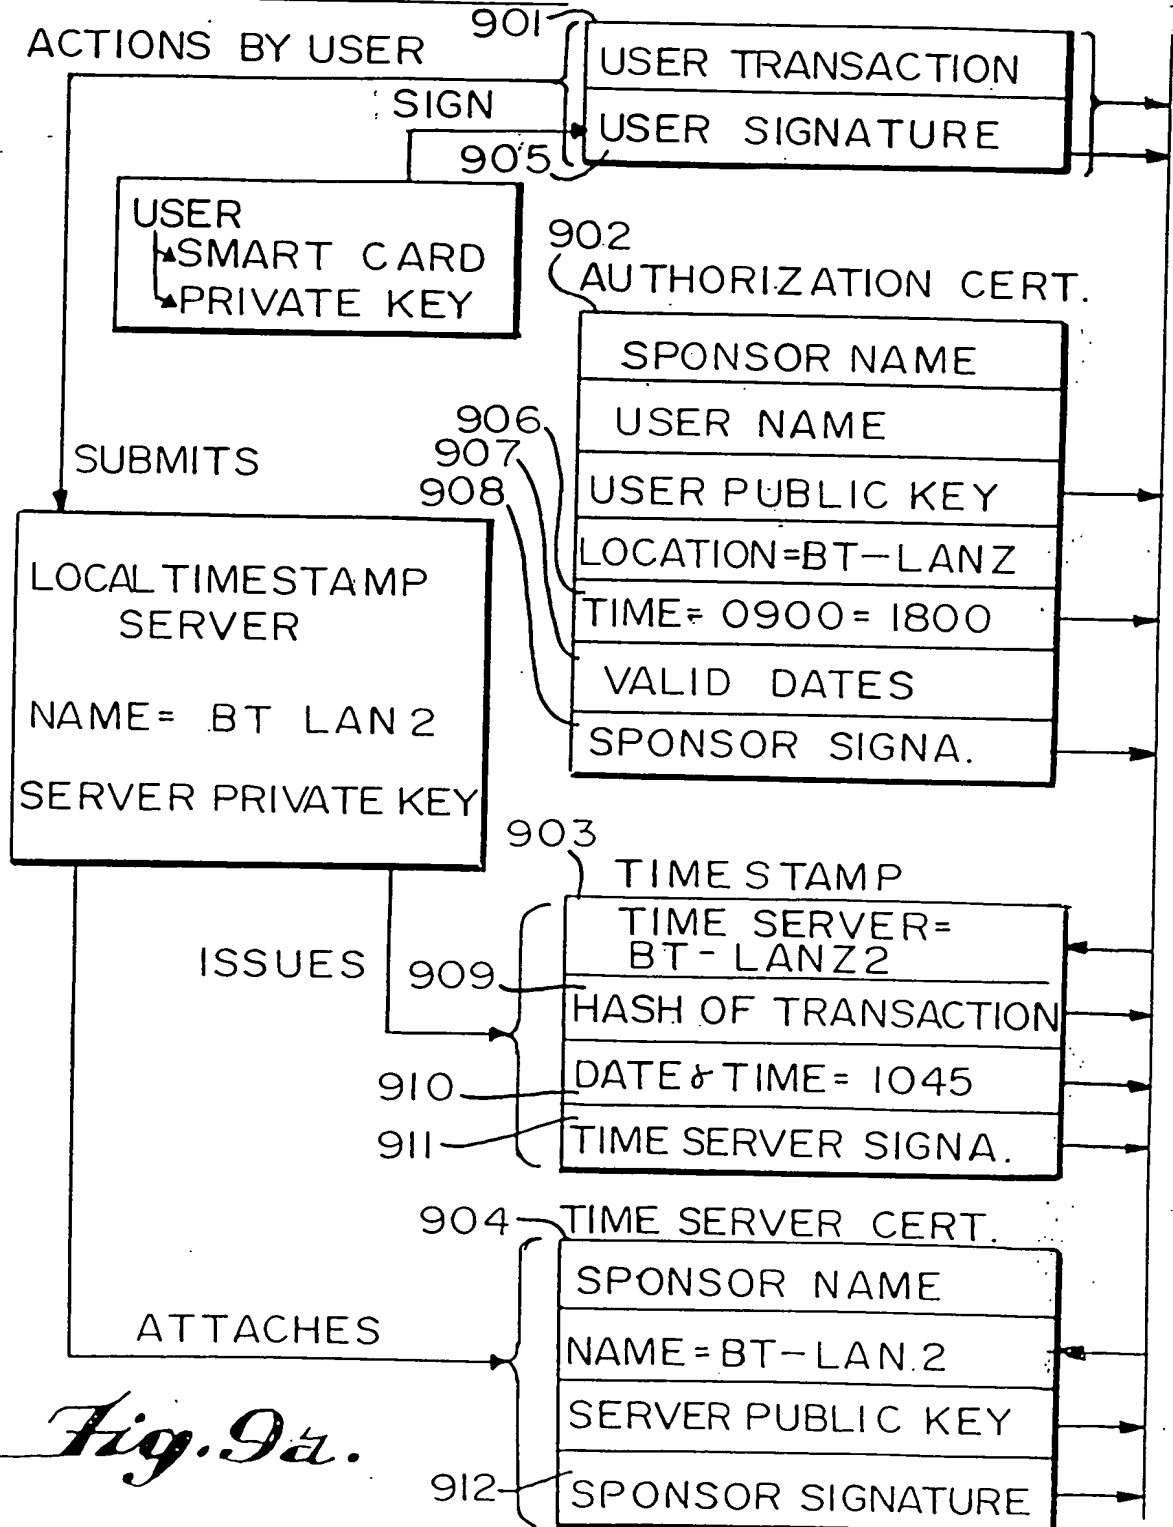 901
ACTIONS BY USER
USER TRANSACTION
SIGN
USER SIGNATURE
905
USER
SMART CARD
PRIVATE KEY
902
AUTHORIZATION CERT.
SPONSOR NAME
906
USER NAME
907
SUBMITS
908
USER PUBLIC KEY
LOCATION=BT-LANZ
TIME= 0900= 1800
VALID DATES
SPONSOR SIGNA.
LOCAL TIMESTAMP
SERVER
NAME= BT LAN 2
SERVER PRIVATE KEY
903
TIMESTAMP
TIME SERVER=
BT-LANZ2
ISSUES
909
HASH OF TRANSACTION
910
DATE & TIME= 1045
911
TIME SERVER SIGNA.
904
TIME SERVER CERT.
SPONSOR NAME
ATTACHES
NAME=BT-LAN.2
SERVER PUBLIC KEY
912
SPONSOR SIGNATURE
Fig.9a.